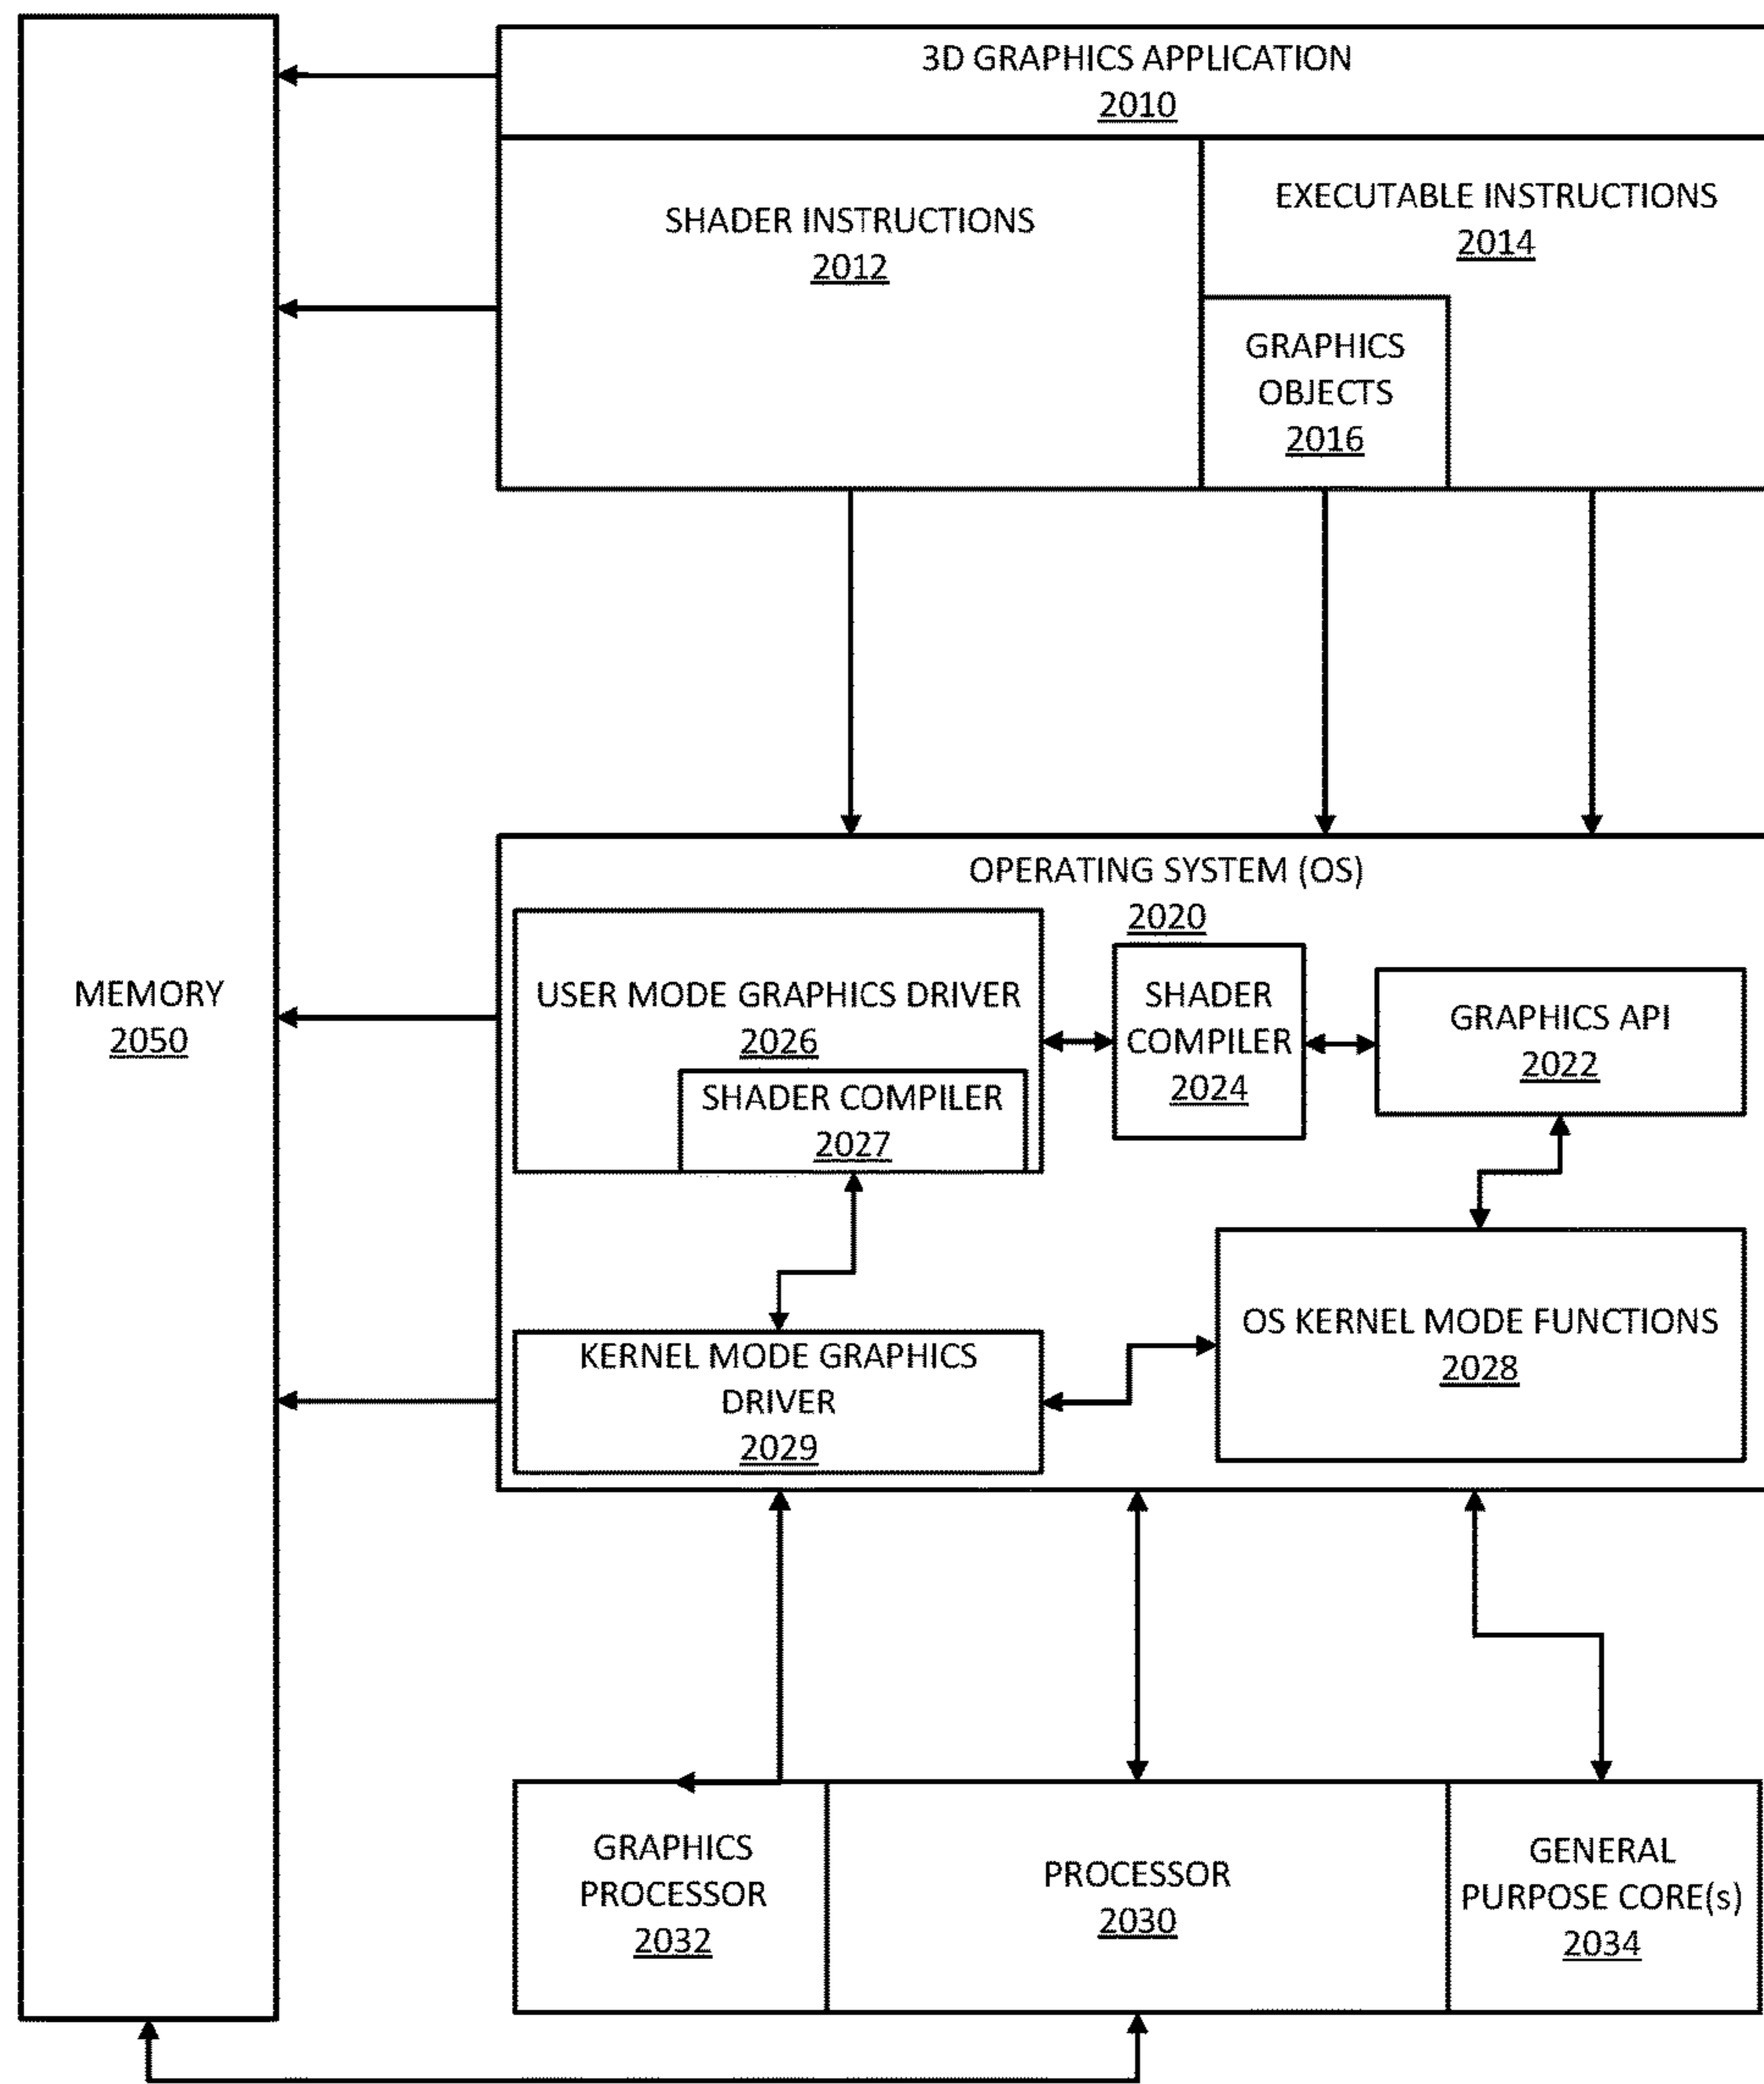 3D GRAPHICS APPLICATION
2010
SHADER INSTRUCTIONS
2012
EXECUTABLE INSTRUCTIONS
2014
GRAPHICS
OBJECTS
2016
OPERATING SYSTEM (OS)
2020
MEMORY
2050
USER MODE GRAPHICS DRIVER
2026
SHADER COMPILER
2027
SHADER
COMPILER
2024
GRAPHICS API
2022
KERNEL MODE GRAPHICS
DRIVER
2029
OS KERNEL MODE FUNCTIONS
2028
GRAPHICS
PROCESSOR
2032
PROCESSOR
2030
GENERAL
PURPOSE CORE(s)
2034